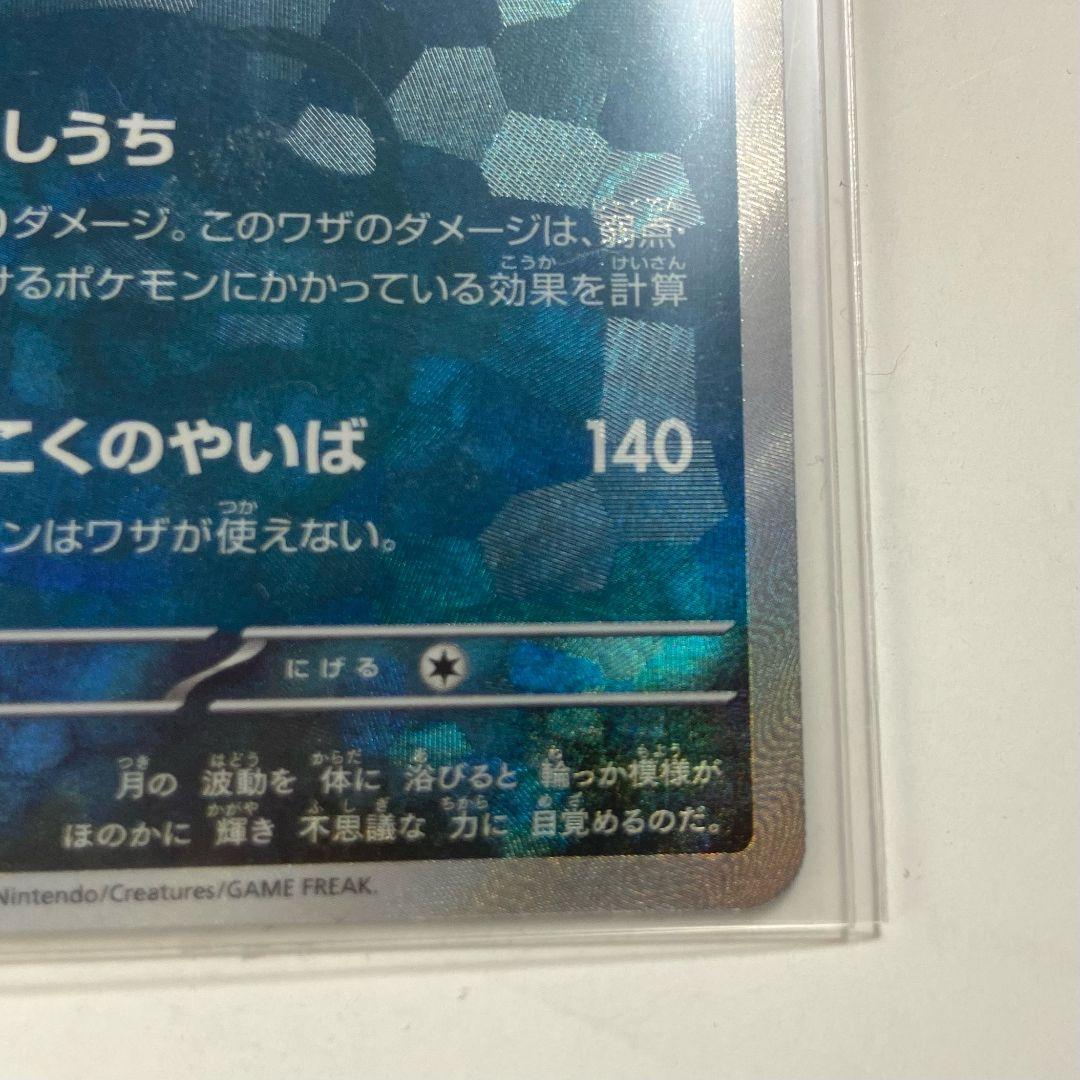 しうち
ダメージ。このワザのダメージは、弱点・
けるポケモンにかかっている効果を計算
こくのやいば 140
ンはワザが使えない。
にげる
月の 波動を 体に 浴びると 輪っか模様が
ほのかに 輝き 不思議な 力に 目覚めるのだ。
Nintendo/Creatures/GAME FREAK.